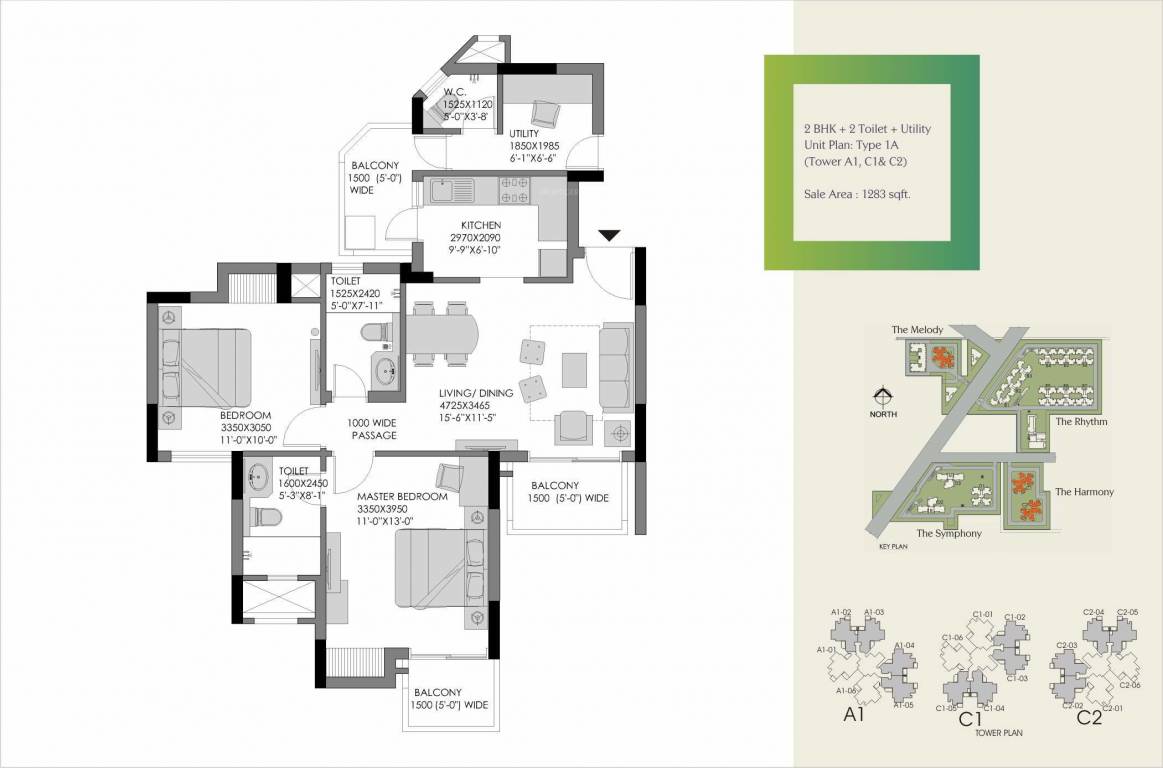 W.C.
1525X1120
5'-0"X3'-8'
UTILITY
1850X1985
6'-1"X6'-6"
BALCONY
1500 (5'-0")
WIDE
KITCHEN
2970X2090
9'-9"X6'-10"
TOILET
1525X2420
5'-0"X7'-11"
LIVING/ DINING
4725X3465
15'-6"X11'-5"
BEDROOM
3350X3050
11'-0"X10'-0"
1000 WIDE
PASSAGE
TOILET
1600X2450
5'-3"X8'-1"
MASTER BEDROOM
3350X3950
11'-0"X13'-0"
BALCONY
1500 (5'-0") WIDE
BALCONY
1500 (5'-0") WIDE
2 BHK + 2 Toilet + Utility
Unit Plan: Type 1A
(Tower A1, C1& C2)
Sale Area : 1283 sqft.
The Melody
NORTH
The Rhythm
The Harmony
The Symphony
KEY PLAN
A1-02 A1-03
A1-01 A1-04
A1-06 A1-05
A1
C1-01
C1-02
C1-06
C1-03
C1-05 C1-04
C1
C2-04 C2-05
C2-03
C2-06
C2-02 C2-01
C2
TOWER PLAN